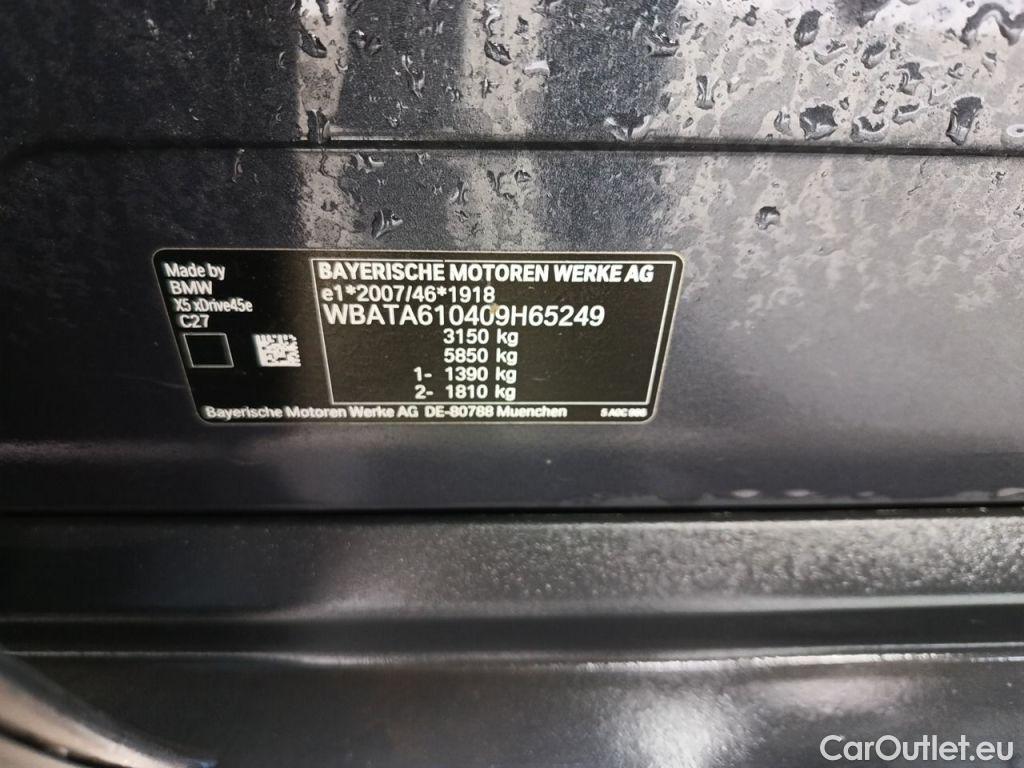 Made by
BMW
X5 xDrive45e
C27
BAYERISCHE MOTOREN WERKE AG
e1*2007/46*1918
WBATA610409H65249
3150 kg
5850 kg
1- 1390 kg
2- 1810 kg
Bayerische Motoren Werke AG DE-80788 Muenchen
CarOutlet.eu